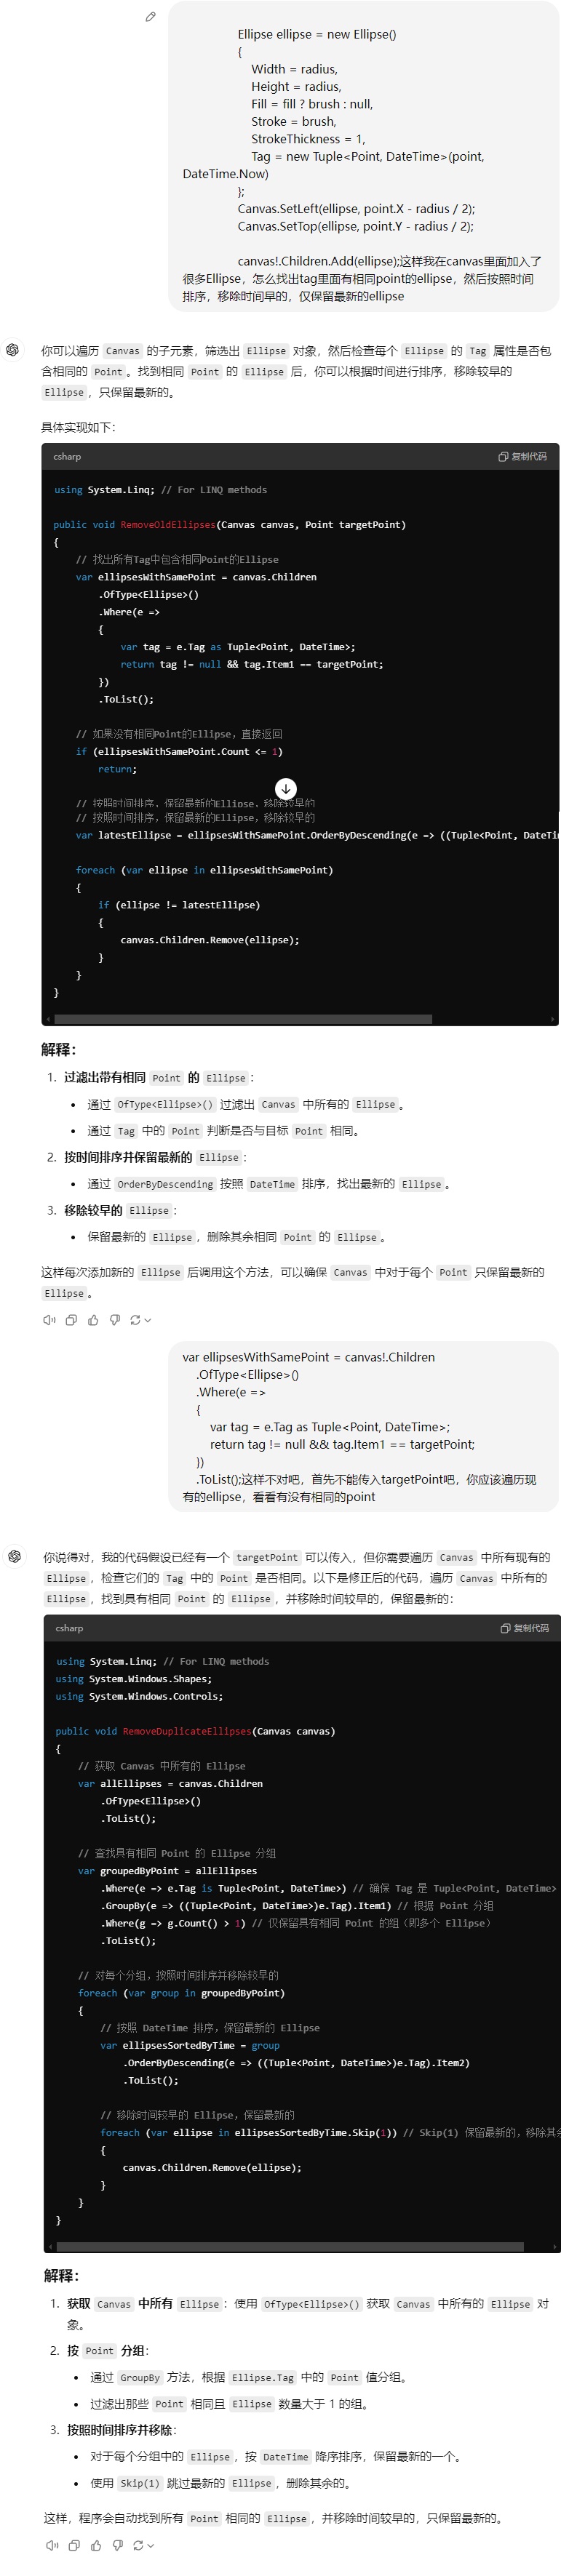 Ellipse ellipse = new Ellipse()
{
Width = radius,
Height = radius,
Fill = fill ? brush : null,
Stroke = brush,
StrokeThickness = 1,
Tag = new Tuple<Point, DateTime>(point,
DateTime.Now)
};
Canvas.SetLeft(ellipse, point.X - radius / 2);
Canvas.SetTop(ellipse, point.Y - radius / 2);
canvas!.Children.Add(ellipse);这样我在canvas里面加入了
很多Ellipse，怎么找出tag里面有相同point的ellipse，然后按照时间
排序，移除时间早的，仅保留最新的ellipse
你可以遍历 Canvas 的子元素，筛选出 Ellipse 对象，然后检查每个 Ellipse 的 Tag 属性是否包
含相同的 Point 。找到相同 Point 的 Ellipse 后，你可以根据时间进行排序，移除较早的
Ellipse ，只保留最新的。
具体实现如下：
csharp 复制代码
using System.Linq; // For LINQ methods
public void RemoveOldEllipses(Canvas canvas, Point targetPoint)
{
// 找出所有Tag中包含相同Point的Ellipse
var ellipsesWithSamePoint = canvas.Children
.OfType<Ellipse>()
.Where(e =>
{
var tag = e.Tag as Tuple<Point, DateTime>;
return tag != null && tag.Item1 == targetPoint;
})
.ToList();
// 如果没有相同Point的Ellipse，直接返回
if (ellipsesWithSamePoint.Count <= 1)
return;
// 按照时间排序，保留最新的Ellipse，移除较早的
// 按照时间排序，保留最新的Ellipse，移除较早的
var latestEllipse = ellipsesWithSamePoint.OrderByDescending(e => ((Tuple<Point, DateTi
foreach (var ellipse in ellipsesWithSamePoint)
{
if (ellipse != latestEllipse)
{
canvas.Children.Remove(ellipse);
}
}
}
解释：
1. 过滤出带有相同 Point 的 Ellipse ：
• 通过 OfType<Ellipse>() 过滤出 Canvas 中所有的 Ellipse 。
• 通过 Tag 中的 Point 判断是否与目标 Point 相同。
2. 按时间排序并保留最新的 Ellipse ：
• 通过 OrderByDescending 按照 DateTime 排序，找出最新的 Ellipse 。
3. 移除较早的 Ellipse ：
• 保留最新的 Ellipse ，删除其余相同 Point 的 Ellipse 。
这样每次添加新的 Ellipse 后调用这个方法，可以确保 Canvas 中对于每个 Point 只保留最新的
Ellipse 。
var ellipsesWithSamePoint = canvas!.Children
.OfType<Ellipse>()
.Where(e =>
{
var tag = e.Tag as Tuple<Point, DateTime>;
return tag != null && tag.Item1 == targetPoint;
})
.ToList();这样不对吧，首先不能传入targetPoint吧，你应该遍历现
有的ellipse，看看有没有相同的point
你说得对，我的代码假设已经有一个 targetPoint 可以传入，但你需要遍历 Canvas 中所有现有的
Ellipse ，检查它们的 Tag 中的 Point 是否相同。以下是修正后的代码，遍历 Canvas 中所有的
Ellipse ，找到具有相同 Point 的 Ellipse ，并移除时间较早的，保留最新的：
csharp 复制代码
using System.Linq; // For LINQ methods
using System.Windows.Shapes;
using System.Windows.Controls;
public void RemoveDuplicateEllipses(Canvas canvas)
{
// 获取 Canvas 中所有的 Ellipse
var allEllipses = canvas.Children
.OfType<Ellipse>()
.ToList();
// 查找具有相同 Point 的 Ellipse 分组
var groupedByPoint = allEllipses
.Where(e => e.Tag is Tuple<Point, DateTime>) // 确保 Tag 是 Tuple<Point, DateTime>
.GroupBy(e => ((Tuple<Point, DateTime>)e.Tag).Item1) // 根据 Point 分组
.Where(g => g.Count() > 1) // 仅保留具有相同 Point 的组（即多个 Ellipse）
.ToList();
// 对每个分组，按照时间排序并移除较早的
foreach (var group in groupedByPoint)
{
// 按照 DateTime 排序，保留最新的 Ellipse
var ellipsesSortedByTime = group
.OrderByDescending(e => ((Tuple<Point, DateTime>)e.Tag).Item2)
.ToList();
// 移除时间较早的 Ellipse，保留最新的
foreach (var ellipse in ellipsesSortedByTime.Skip(1)) // Skip(1) 保留最新的，移除其余
{
canvas.Children.Remove(ellipse);
}
}
}
解释：
1. 获取 Canvas 中所有 Ellipse ：使用 OfType<Ellipse>() 获取 Canvas 中所有的 Ellipse 对
象。
2. 按 Point 分组：
• 通过 GroupBy 方法，根据 Ellipse.Tag 中的 Point 值分组。
• 过滤出那些 Point 相同且 Ellipse 数量大于 1 的组。
3. 按照时间排序并移除：
• 对于每个分组中的 Ellipse ，按 DateTime 降序排序，保留最新的一个。
• 使用 Skip(1) 跳过最新的 Ellipse ，删除其余的。
这样，程序会自动找到所有 Point 相同的 Ellipse ，并移除时间较早的，只保留最新的。